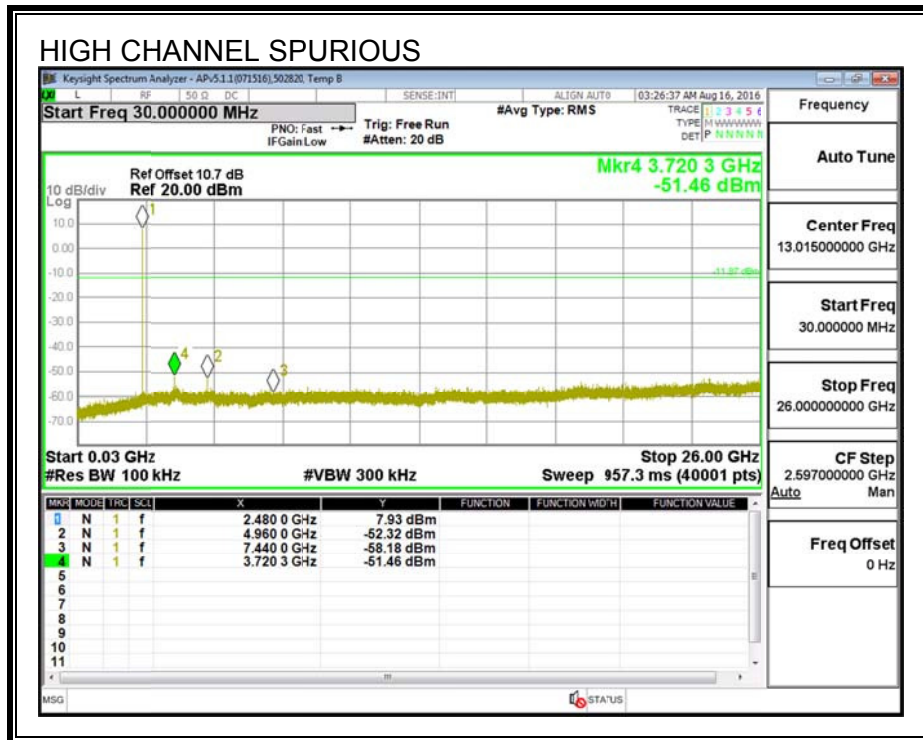 HIGH CHANNEL SPURIOUS
Keysight Spectrum Analyzer - APv5.1.1(071516),502820, Temp B
L RF 50 Ω DC SENSE:INT ALIGN AUTO 03:26:37 AM Aug 16, 2016
Start Freq 30.000000 MHz
PNO: Fast
IFGain:Low
Trig: Free Run
#Atten: 20 dB
#Avg Type: RMS
TRACE 1 2 3 4 5 6
TYPE M WWWWW
DET P N N N N N
Ref Offset 10.7 dB
Ref 20.00 dBm
10 dB/div
Log
Mkr4 3.720 3 GHz
-51.46 dBm
10.0
0.00
-10.0
-20.0
-30.0
-40.0
-50.0
-60.0
-70.0
1
4
2
3
-11.97 dBm
Start 0.03 GHz
Stop 26.00 GHz
#Res BW 100 kHz
#VBW 300 kHz
Sweep 957.3 ms (40001 pts)
MKR MODE TRC SCL X Y FUNCTION FUNCTION WIDTH FUNCTION VALUE
1 N 1 f 2.480 0 GHz 7.93 dBm
2 N 1 f 4.960 0 GHz -52.32 dBm
3 N 1 f 7.440 0 GHz -58.18 dBm
4 N 1 f 3.720 3 GHz -51.46 dBm
5
6
7
8
9
10
11
MSG
STATUS
Frequency
Auto Tune
Center Freq
13.015000000 GHz
Start Freq
30.000000 MHz
Stop Freq
26.000000000 GHz
CF Step
2.597000000 GHz
Auto Man
Freq Offset
0 Hz